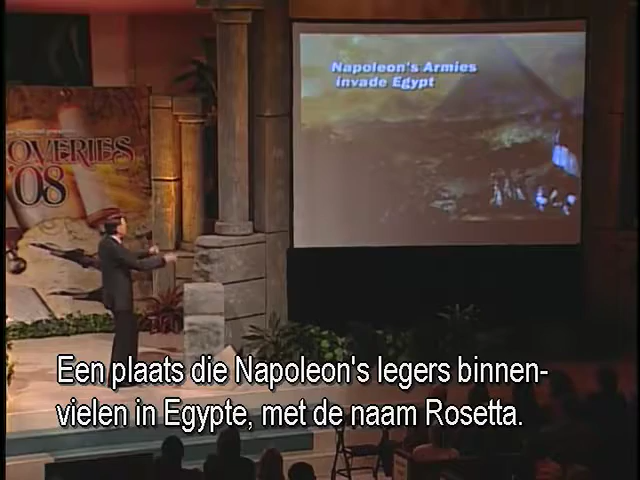 Napoleon's Armies
invade Egypt
OVERIES
'08
Een plaats die Napoleon's legers binnen-
vielen in Egypte, met de naam Rosetta.